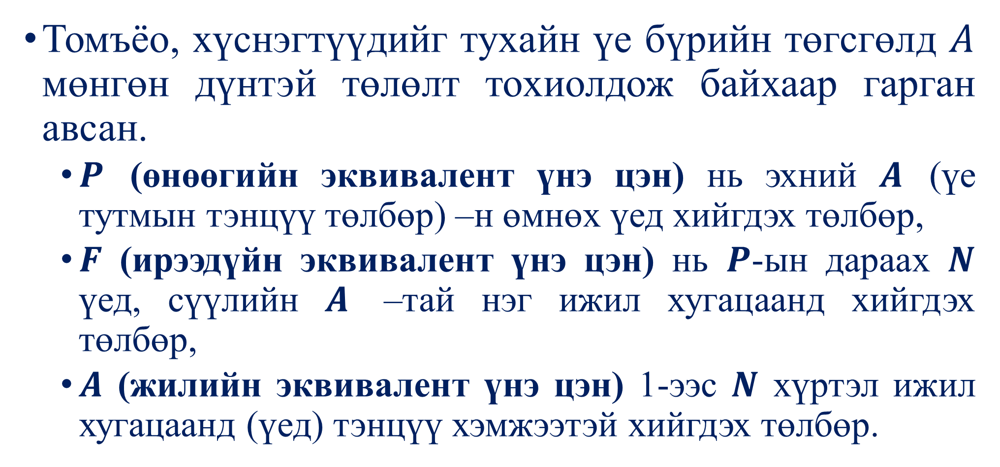 • Томъёо, хүснэгтүүдийг тухайн үе бүрийн төгсгөлд A
мөнгөн дүнтэй төлөлт тохиолдож байхаар гарган
авсан.
• P (өнөөгийн эквивалент үнэ цэн) нь эхний A (үе
тутмын тэнцүү төлбөр) –н өмнөх үед хийгдэх төлбөр,
• F (ирээдүйн эквивалент үнэ цэн) нь P-ын дараах N
үед, сүүлийн A –тай нэг ижил хугацаанд хийгдэх
төлбөр,
• A (жилийн эквивалент үнэ цэн) 1-ээс N хүртэл ижил
хугацаанд (үед) тэнцүү хэмжээтэй хийгдэх төлбөр.